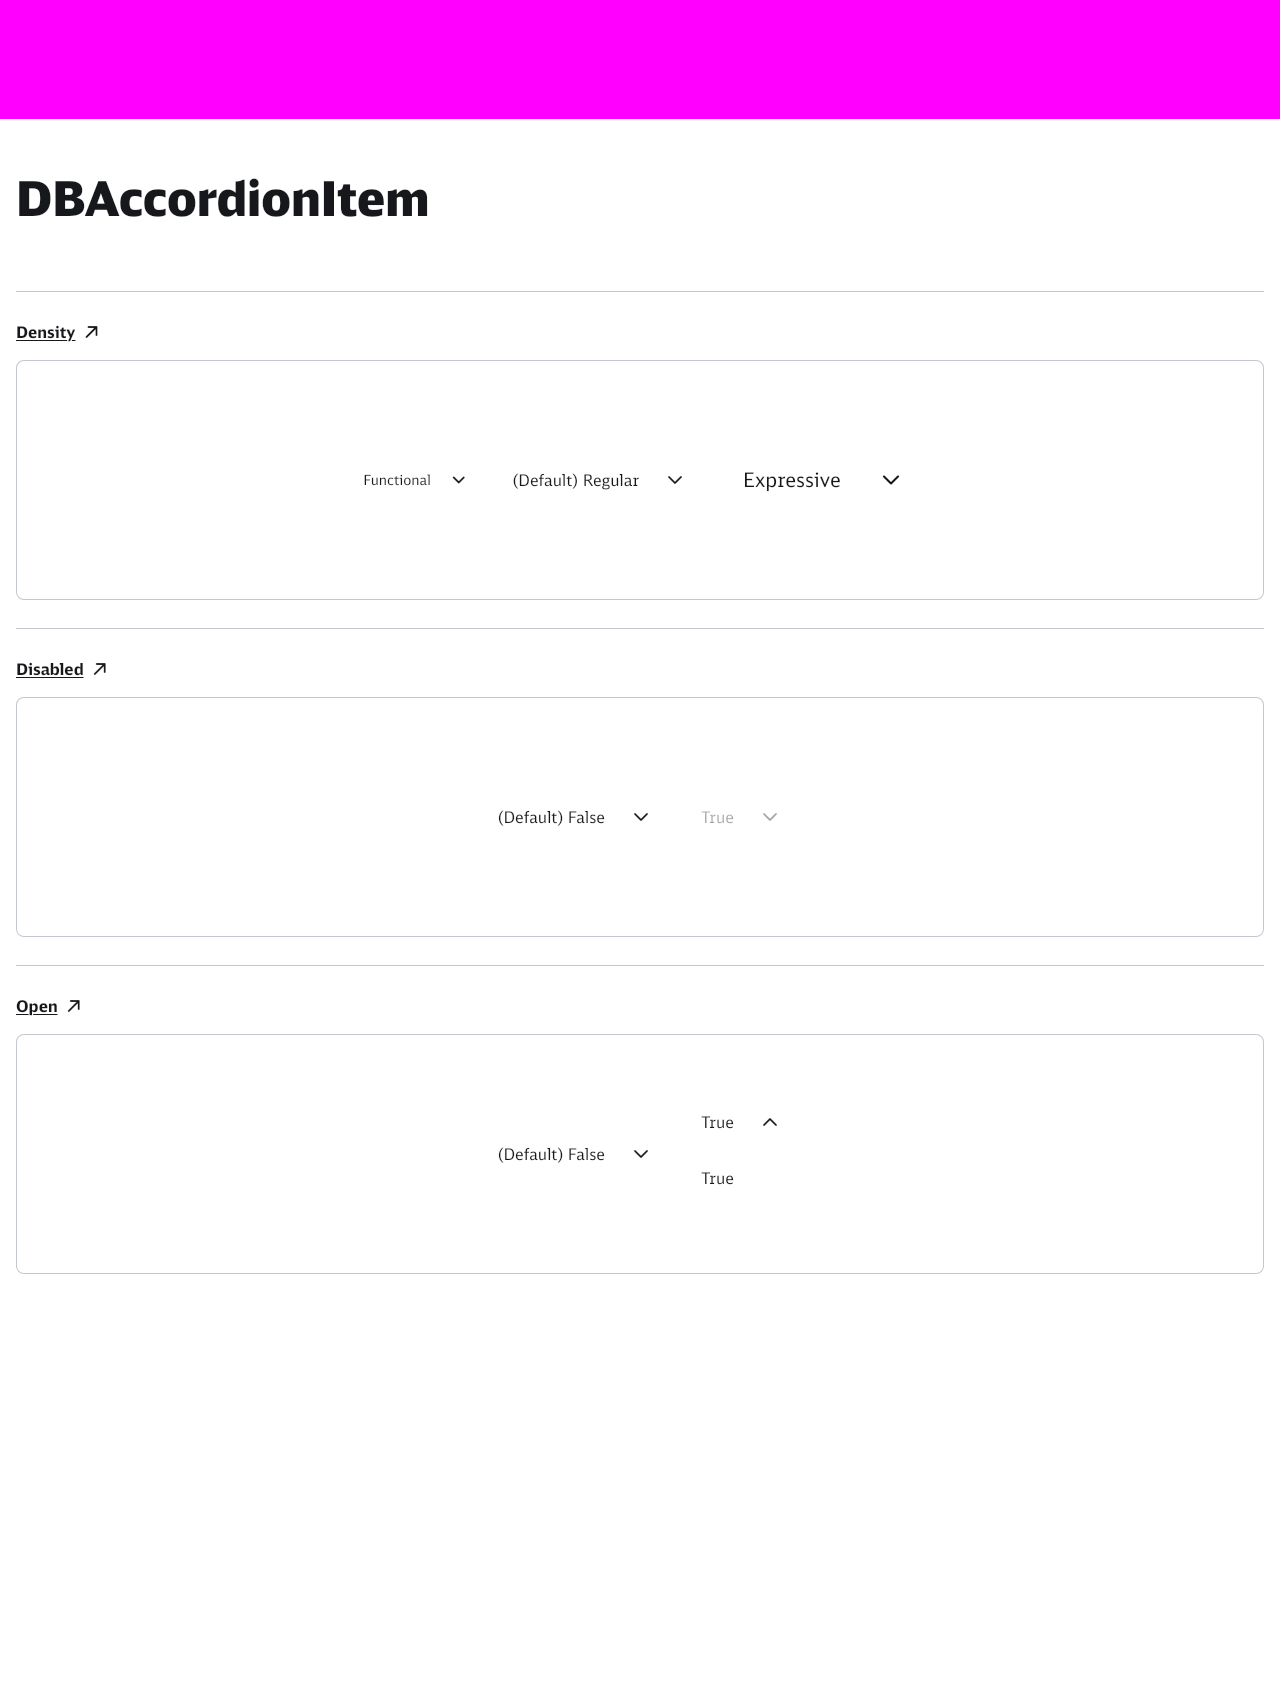 DBAccordionItem
Density
Functional (Default) Regular Expressive
Disabled
(Default) False True
Open
True
(Default) False
True